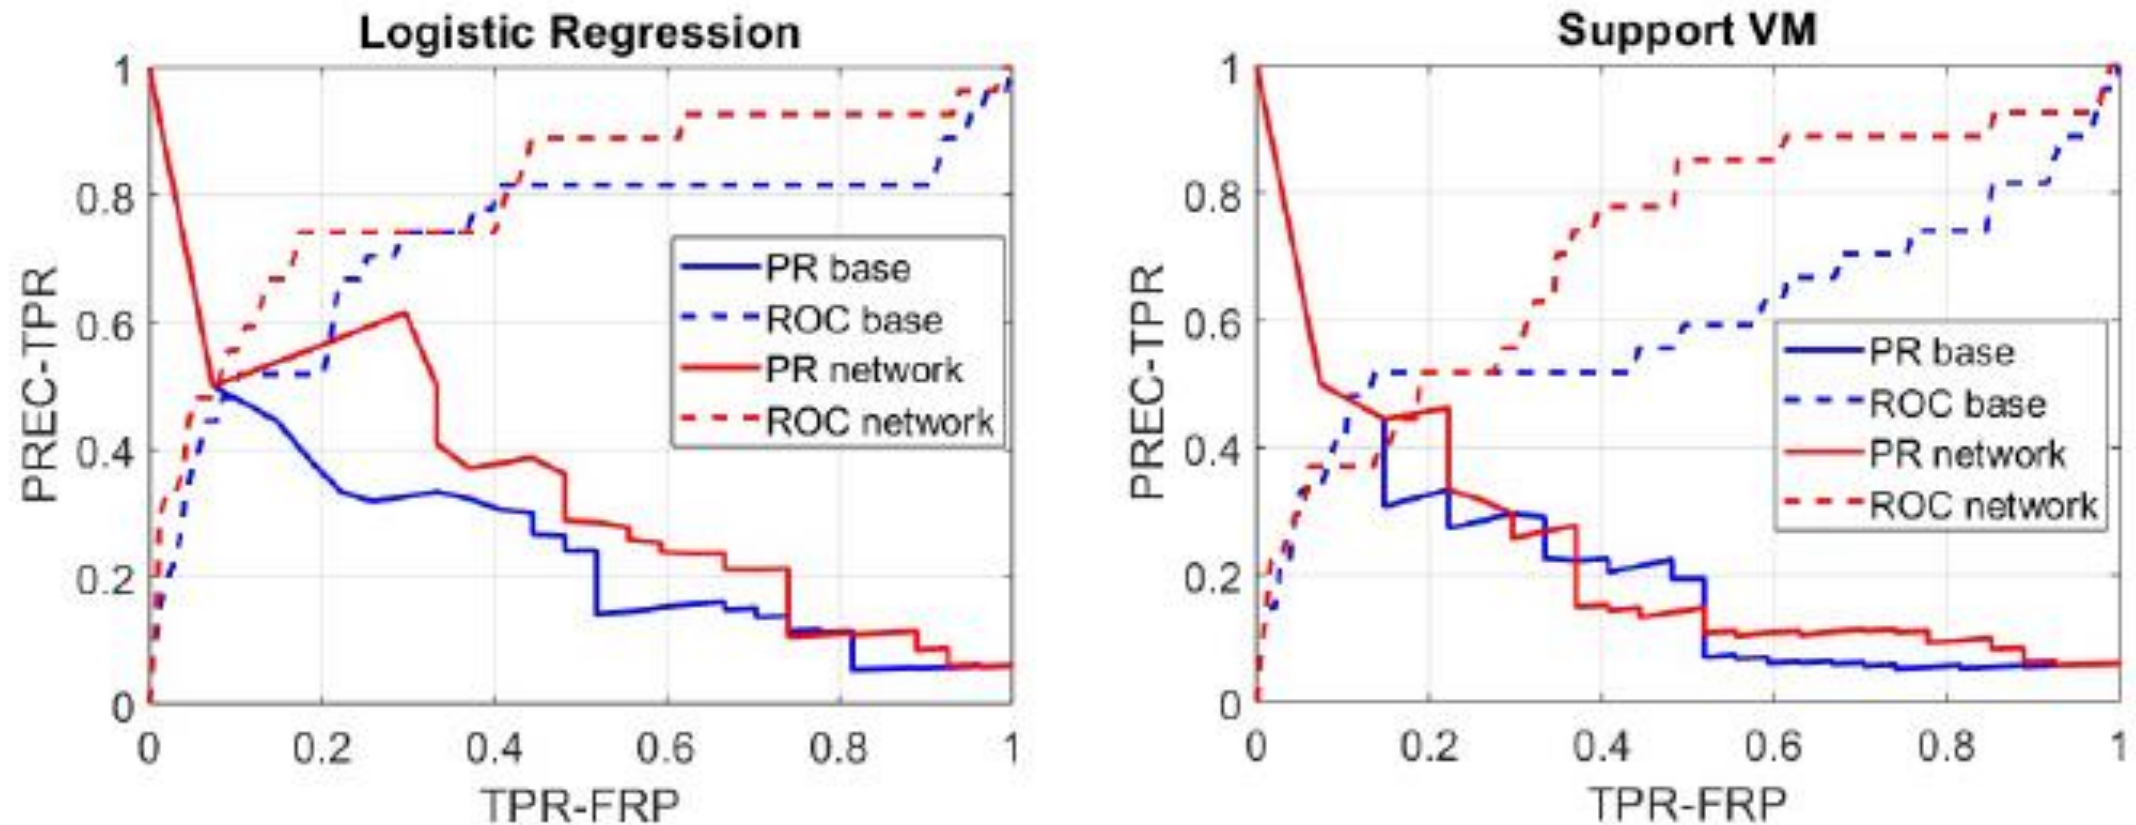 Logistic Regression
1
0.8
0.6
0.4
0.2
0
PREC-TPR
PR base
ROC base
PR network
ROC network
0
0.2
0.4
0.6
0.8
1
TPR-FRP
Support VM
1
0.8
0.6
0.4
0.2
0
PREC-TPR
PR base
ROC base
PR network
ROC network
0
0.2
0.4
0.6
0.8
1
TPR-FRP